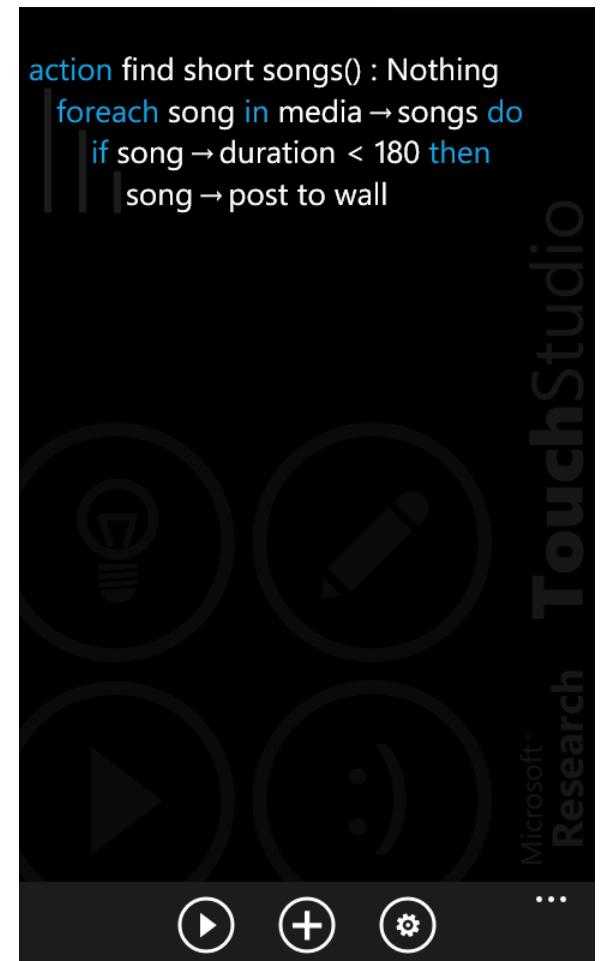 action find short songs() : Nothing
foreach song in media → songs do
if song → duration < 180 then
song → post to wall
TouchStudio
Microsoft®
Research